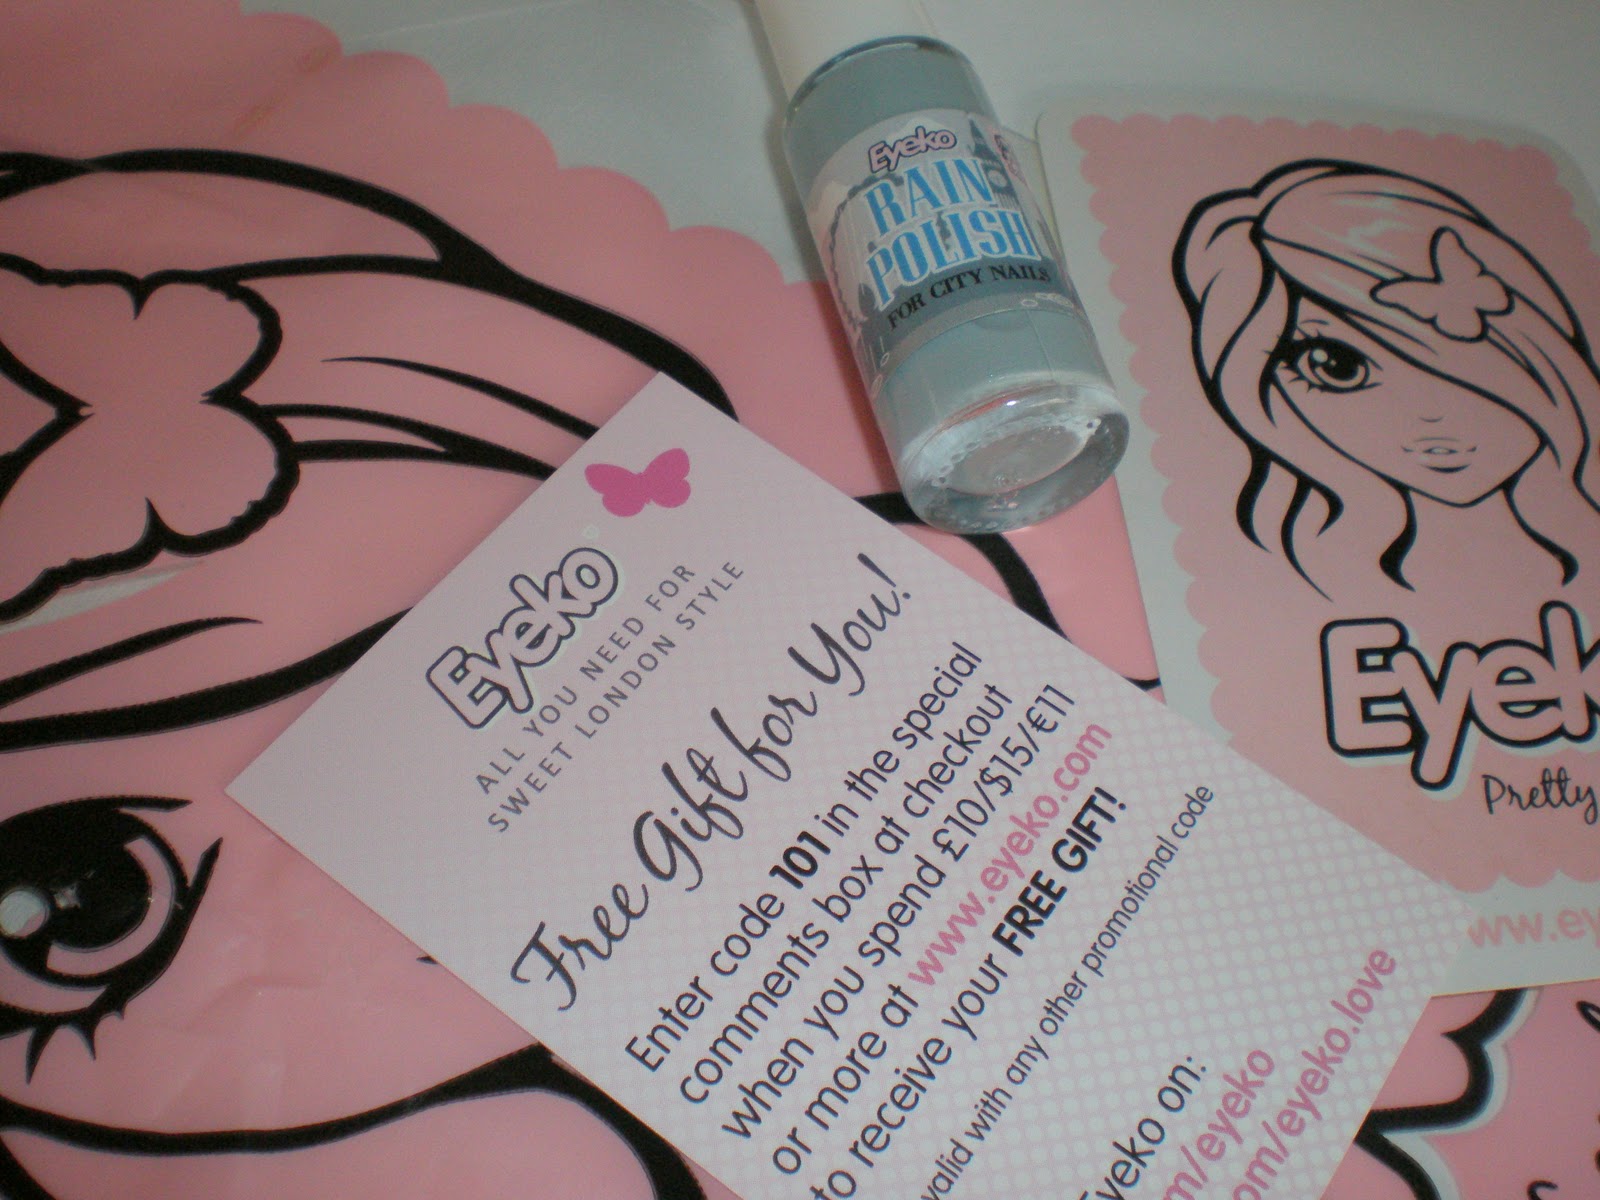 Eyeko
RAIN
POLISH
FOR CITY NAILS
Eyeko
ALL YOU NEED FOR
SWEET LONDON STYLE
Free Gift for You!
Enter code 101 in the special
comments box at checkout
when you spend £10/$15/€11
or more at www.eyeko.com
to receive your FREE GIFT!
valid with any other promotional code
Eyeko on:
m/eyeko
om/eyeko.love
Eyek
Pretty
ww.ey